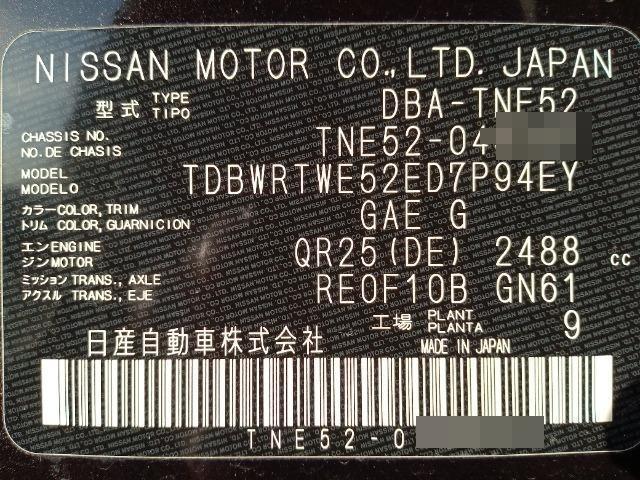 NISSAN MOTOR CO., LTD. JAPAN
型式 TYPE TIPO DBA-TNE52
CHASSIS NO. NO. DE CHASIS TNE52-04
MODEL MODELO TDBWRTWE52ED7P94EY
カラー COLOR, TRIM トリム COLOR, GUARNICION GAE G
エンジン ENGINE MOTOR QR25 (DE) 2488 cc
ミッション TRANS., AXLE アクスル TRANS., EJE RE0F10B GN61
工場 PLANT PLANTA 9
日産自動車株式会社 MADE IN JAPAN
TNE52-0